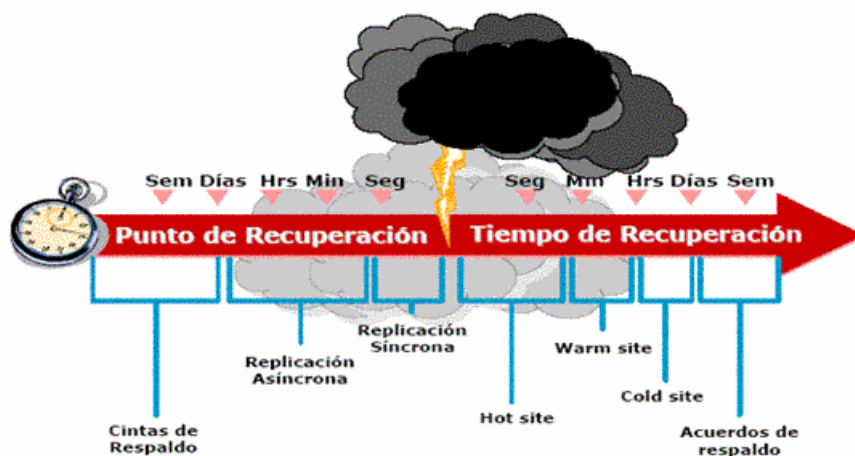 Sem Días Hrs Min Seg Seg Min Hrs Días Sem
Punto de Recuperación Tiempo de Recuperación
Replicación
Síncrona
Warm site
Replicación
Asíncrona
Cold site
Hot site
Cintas de
Respaldo
Acuerdos de
respaldo